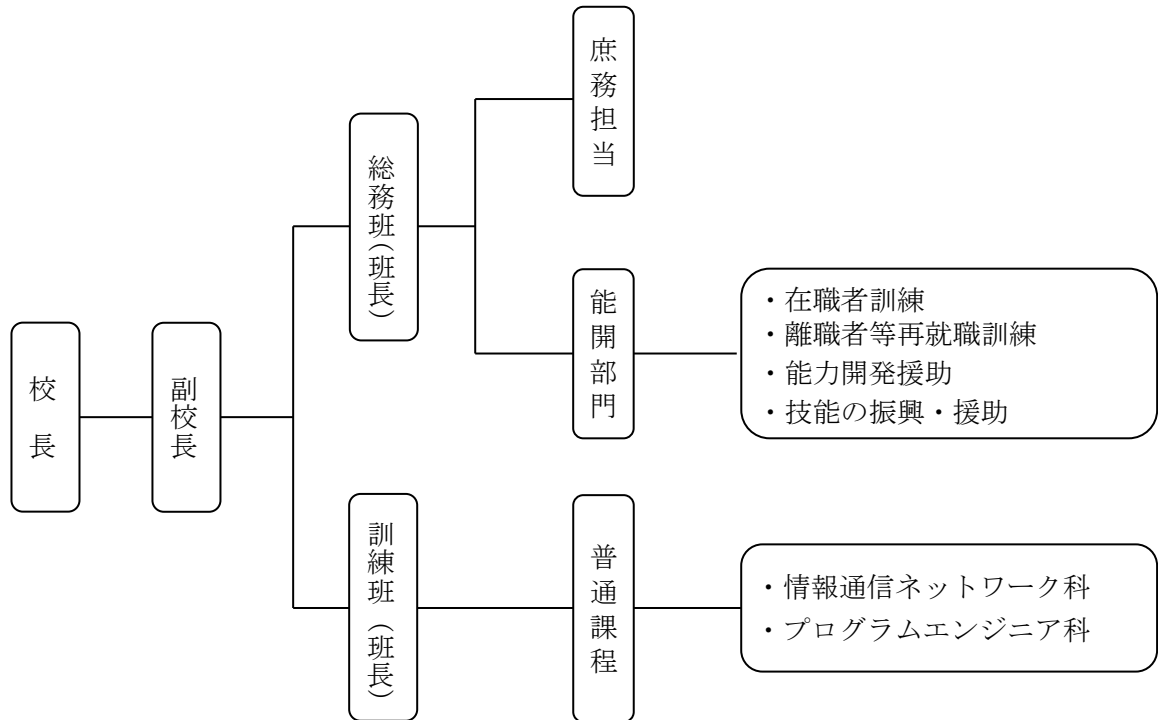 校長
副校長
総務班（班長）
庶務担当
能開部門
・在職者訓練
・離職者等再就職訓練
・能力開発援助
・技能の振興・援助
訓練班（班長）
普通課程
・情報通信ネットワーク科
・プログラムエンジニア科